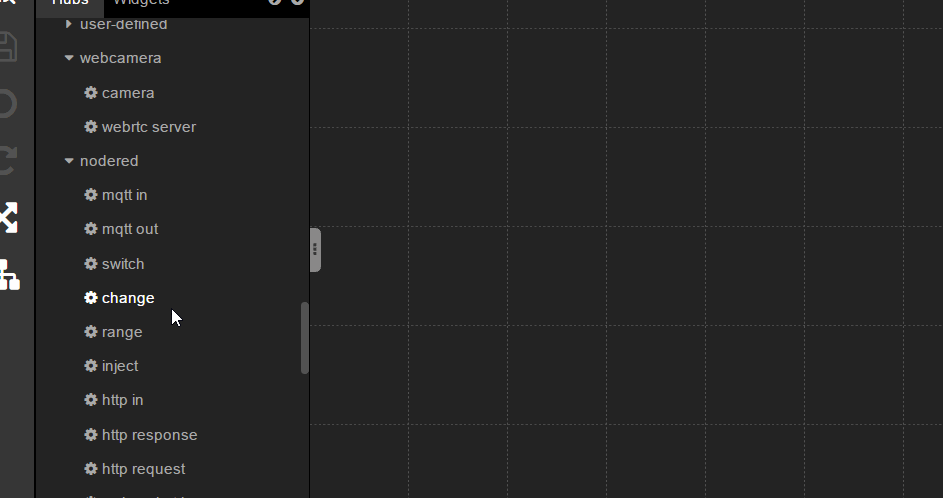 Hubs Widgets
user-defined
webcamera
camera
webrtc server
nodered
mqtt in
mqtt out
switch
change
range
inject
http in
http response
http request